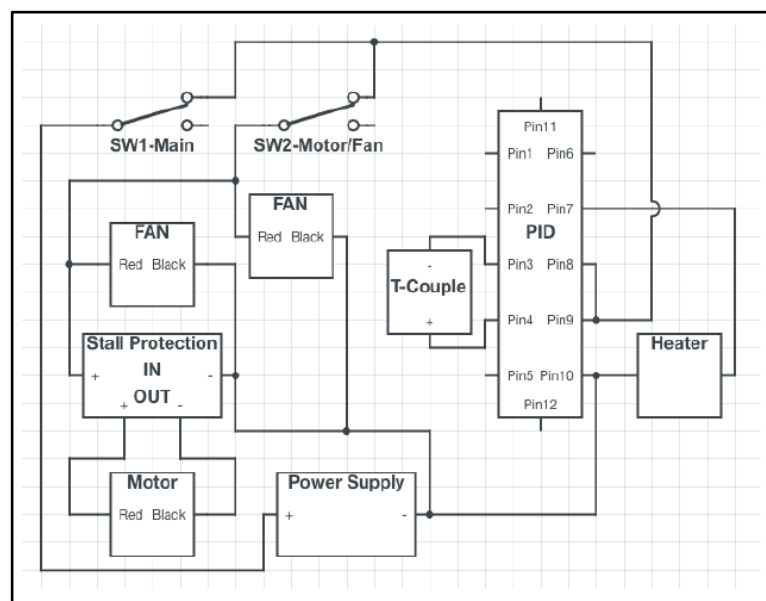 SW1-Main
SW2-Motor/Fan
Pin11
Pin1 Pin6
Pin2 Pin7
PID
Pin3 Pin8
Pin4 Pin9
Pin5 Pin10
Pin12
FAN
Red Black
FAN
Red Black
-
T-Couple
+
Stall Protection
+ IN -
OUT
+ -
Heater
Motor
Red Black
Power Supply
+ -